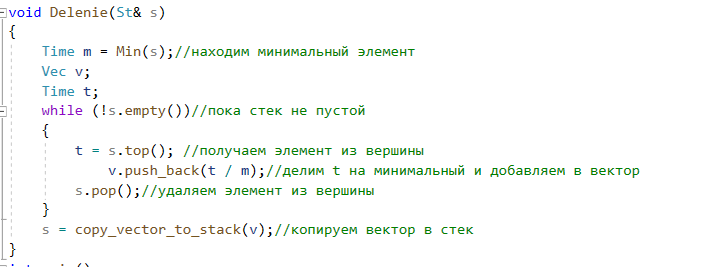 void Delenie(St& s)
{
    Time m = Min(s);//находим минимальный элемент
    Vec v;
    Time t;
    while (!s.empty())//пока стек не пустой
    {
        t = s.top(); //получаем элемент из вершины
            v.push_back(t / m);//делим t на минимальный и добавляем в вектор
        s.pop();//удаляем элемент из вершины
    }
    s = copy_vector_to_stack(v);//копируем вектор в стек
}